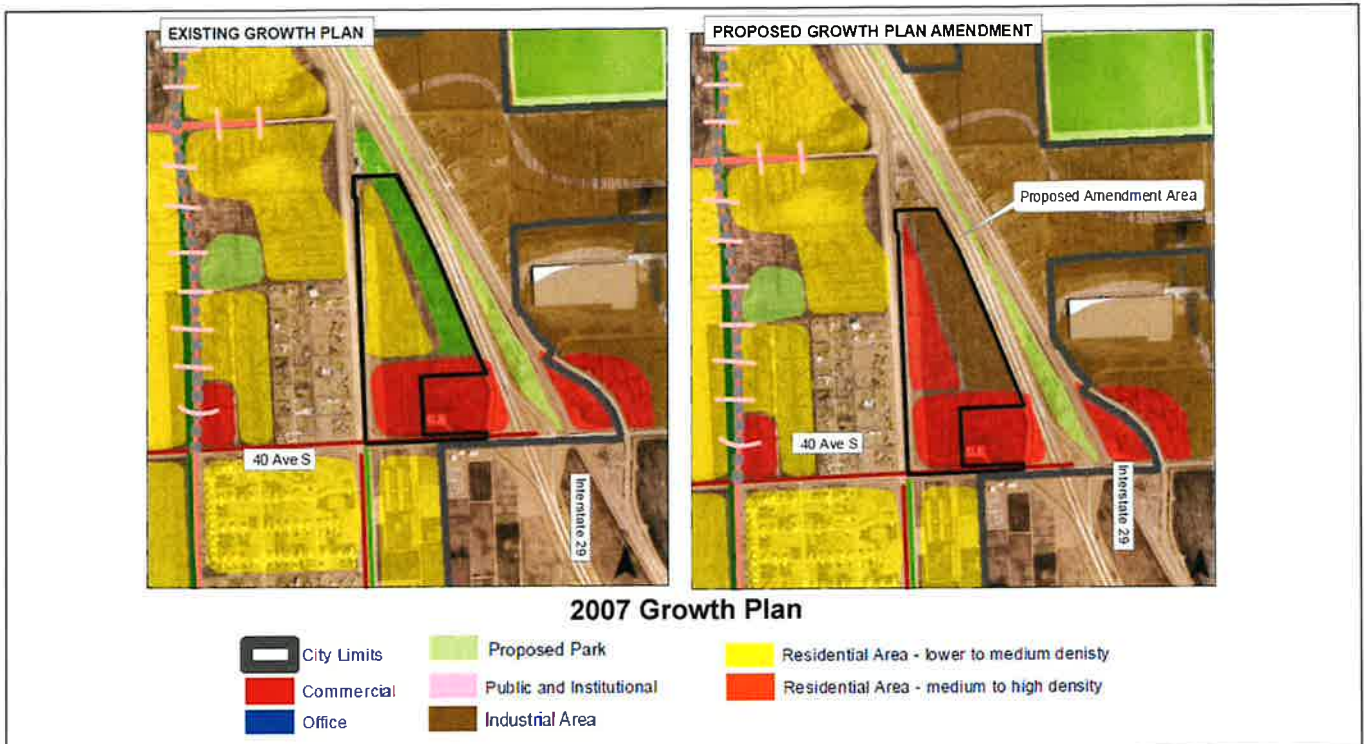 EXISTING GROWTH PLAN
PROPOSED GROWTH PLAN AMENDMENT
Proposed Amendment Area
40 Ave S
Interstate 29
40 Ave S
Interstate 29
2007 Growth Plan
City Limits
Proposed Park
Residential Area - lower to medium denisty
Commercial
Public and Institutional
Residential Area - medium to high density
Office
Industrial Area